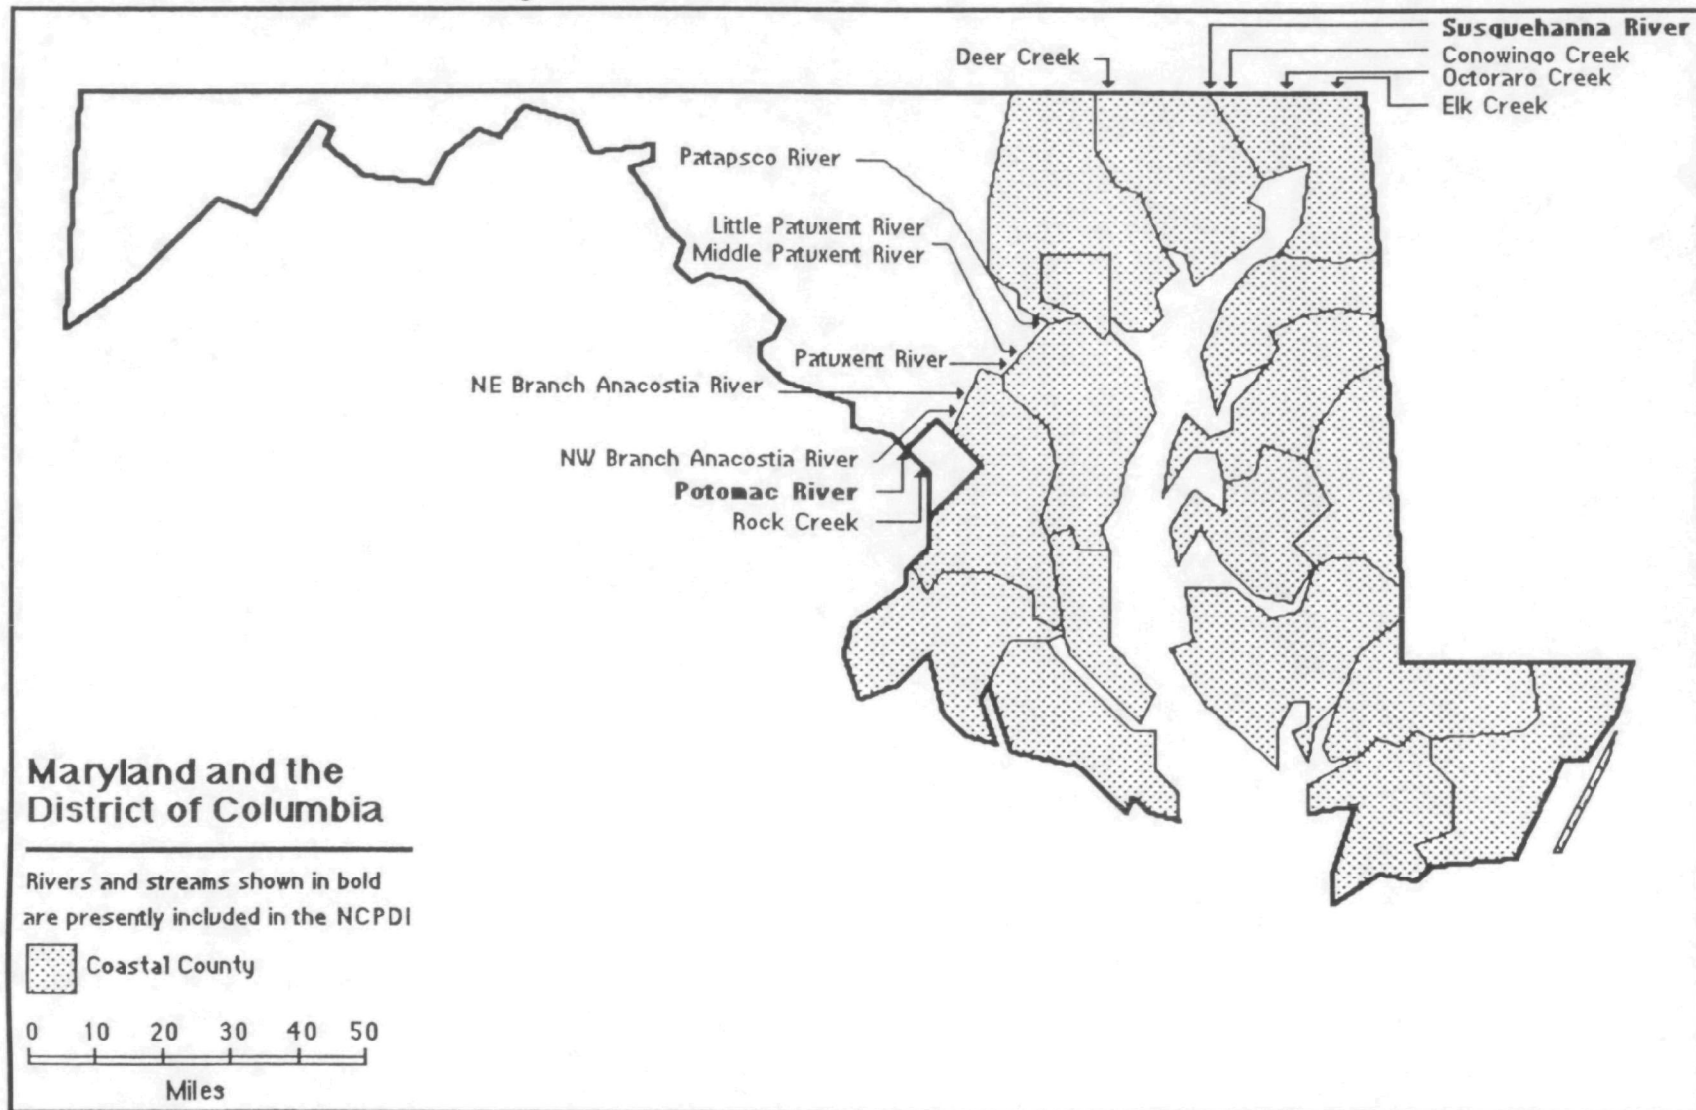 Susquehanna River
Deer Creek
Conowingo Creek
Octoraro Creek
Elk Creek
Patapsco River
Little Patuxent River
Middle Patuxent River
Patuxent River
NE Branch Anacostia River
NW Branch Anacostia River
Potomac River
Rock Creek
Maryland and the
District of Columbia
Rivers and streams shown in bold
are presently included in the NCPDI
Coastal County
0 10 20 30 40 50
Miles